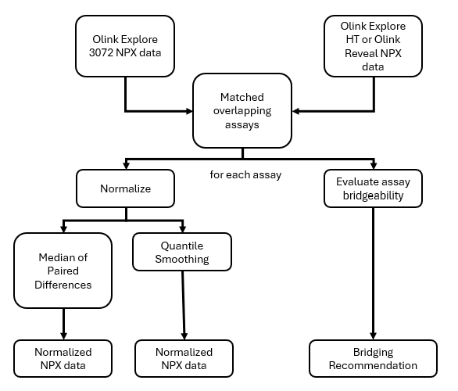 Olink Explore
3072 NPX data
Olink Explore
HT or Olink
Reveal NPX
data
Matched
overlapping
assays
for each assay
Normalize
Evaluate assay
bridgeability
Median of
Paired
Differences
Quantile
Smoothing
Normalized
NPX data
Normalized
NPX data
Bridging
Recommendation